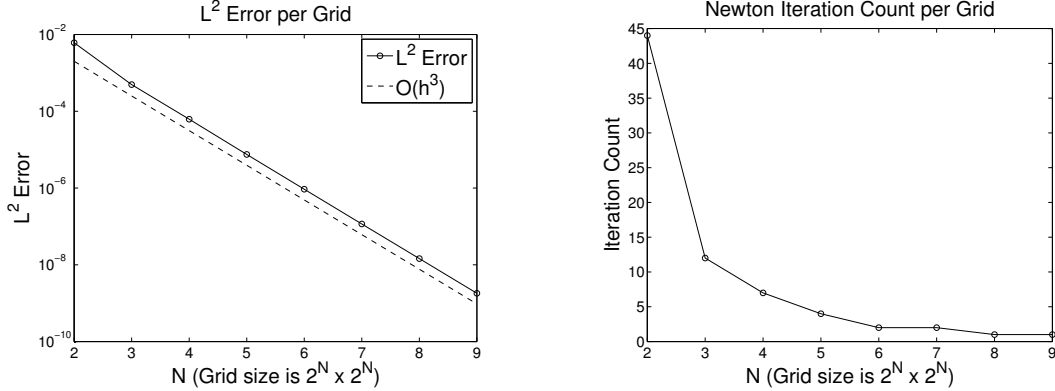 L² Error per Grid
10⁻²
10⁻⁴
10⁻⁶
10⁻⁸
10⁻¹⁰
L² Error
L² Error
O(h³)
2 3 4 5 6 7 8 9
N (Grid size is 2ᴺ x 2ᴺ)
Newton Iteration Count per Grid
45
40
35
30
25
20
15
10
5
0
Iteration Count
2 3 4 5 6 7 8 9
N (Grid size is 2ᴺ x 2ᴺ)